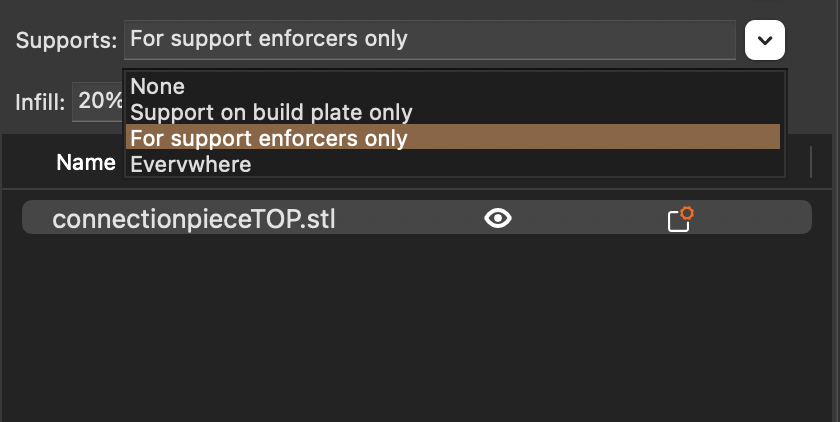 Supports: For support enforcers only
None
Infill: 20%
Support on build plate only
For support enforcers only
Name
Everywhere
connectionpieceTOP.stl